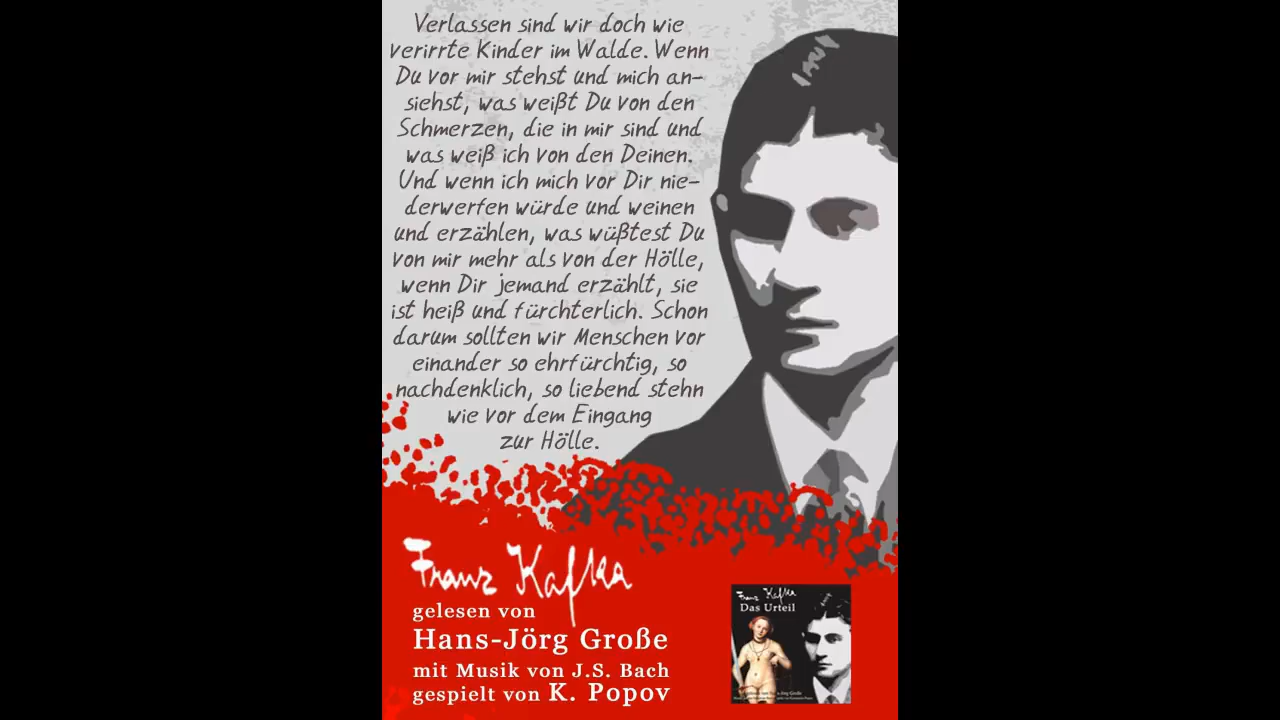 Verlassen sind wir doch wie
verirrte Kinder im Walde. Wenn
Du vor mir stehst und mich an-
siehst, was weißt Du von den
Schmerzen, die in mir sind und
was weiß ich von den Deinen.
Und wenn ich mich vor Dir nie-
derwerfen würde und weinen
und erzählen, was wüßtest Du
von mir mehr als von der Hölle,
wenn Dir jemand erzählt, sie
ist heiß und fürchterlich. Schon
darum sollten wir Menschen vor
einander so ehrfürchtig, so
nachdenklich, so liebend stehn
wie vor dem Eingang
zur Hölle.
Franz Kafka
gelesen von
Hans-Jörg Große
mit Musik von J.S. Bach
gespielt von K. Popov
Franz Kafka
Das Urteil